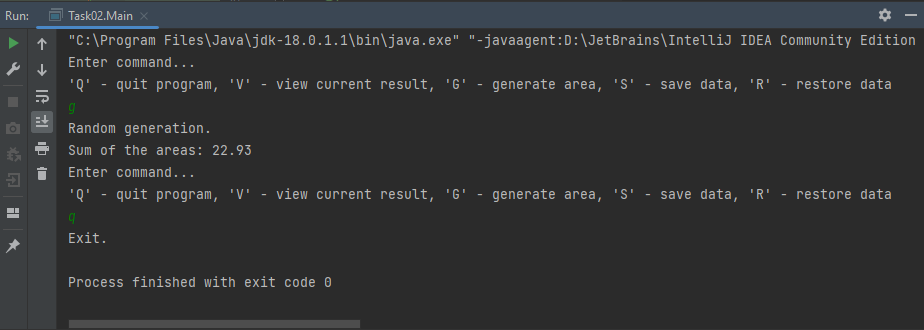 Run: Task02.Main
"C:\Program Files\Java\jdk-18.0.1.1\bin\java.exe" "-javaagent:D:\JetBrains\IntelliJ IDEA Community Edition
Enter command...
'Q' - quit program, 'V' - view current result, 'G' - generate area, 'S' - save data, 'R' - restore data
g
Random generation.
Sum of the areas: 22.93
Enter command...
'Q' - quit program, 'V' - view current result, 'G' - generate area, 'S' - save data, 'R' - restore data
q
Exit.
Process finished with exit code 0